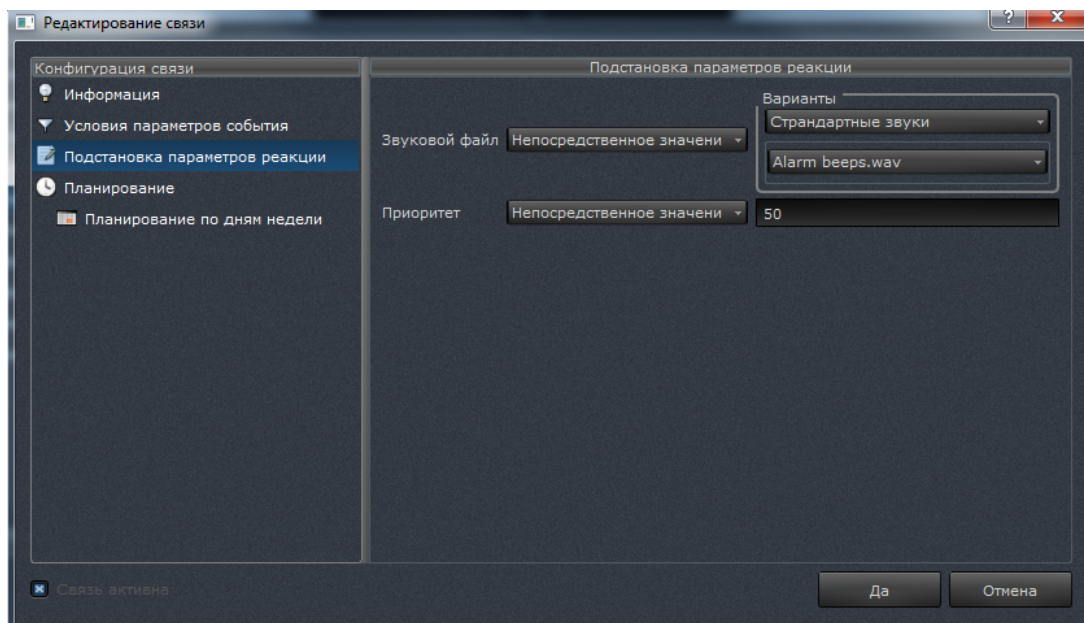 Редактирование связи
Конфигурация связи
Информация
Условия параметров события
Подстановка параметров реакции
Планирование
Планирование по дням недели
Подстановка параметров реакции
Варианты
Страндартные звуки
Звуковой файл Непосредственное значени
Alarm beeps.wav
Приоритет Непосредственное значени 50
Связь активна
Да Отмена